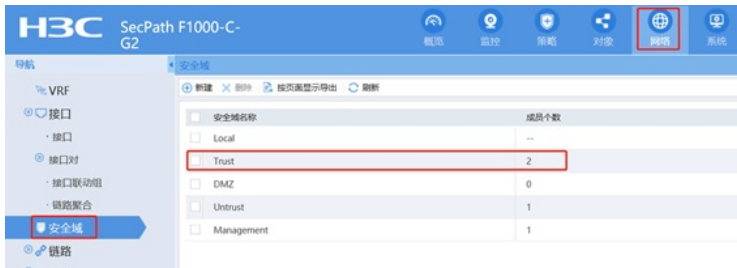 H3C SecPath F1000-C-G2
概览 监控 策略 对象 网络 系统
导航
安全域
VRF
新建 删除 按页面显示导出 刷新
接口
安全域名称 成员个数
接口
Local --
接口对
Trust 2
接口联动组
DMZ 0
链路聚合
Untrust 1
安全域
Management 1
链路